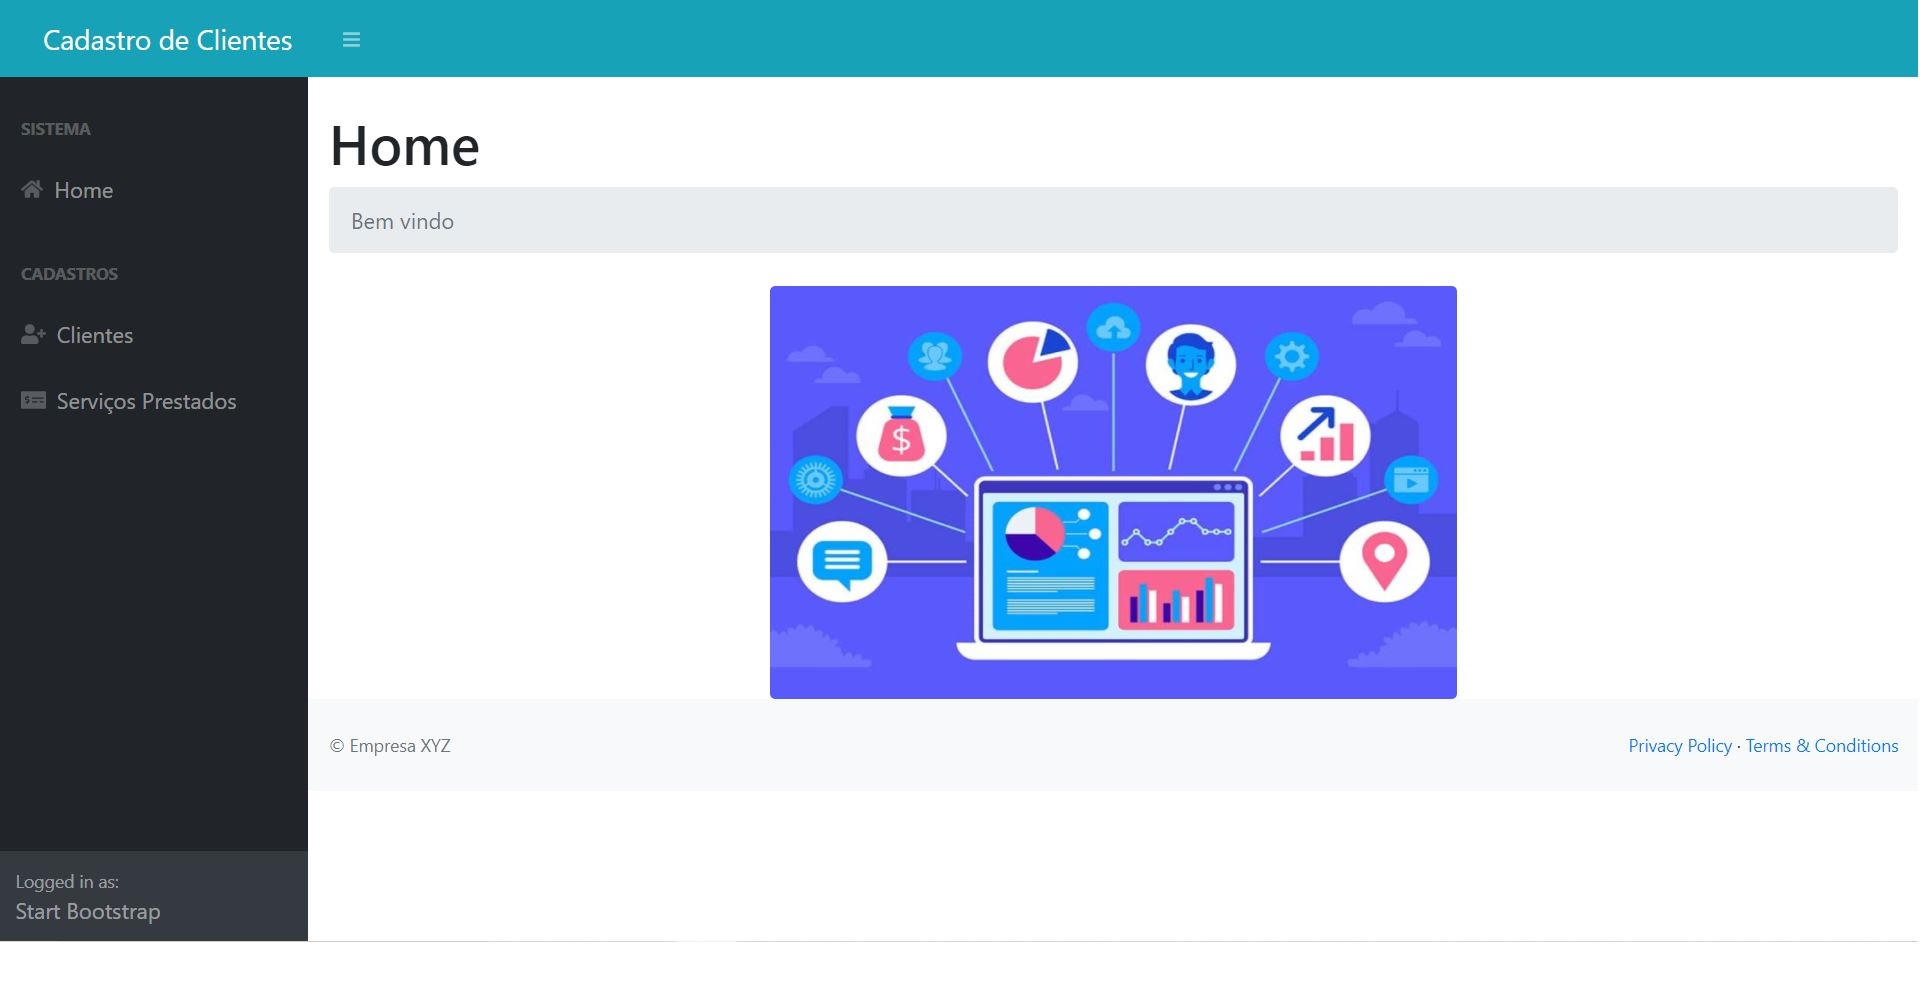 Cadastro de Clientes
SISTEMA
Home
CADASTROS
Clientes
Serviços Prestados
Logged in as:
Start Bootstrap
Home
Bem vindo
$
© Empresa XYZ
Privacy Policy · Terms & Conditions